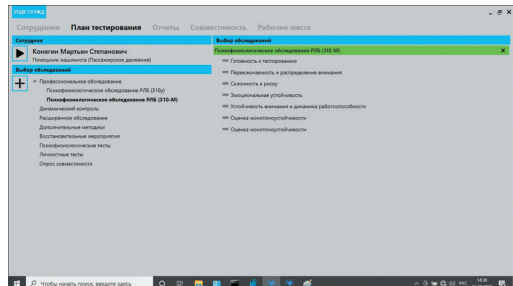 УПДК ТО РЖД
Сотрудники План тестирования Отчеты Совместимость Рабочие места
Сотрудник
Конягин Мартьян Степанович
Помощник машиниста (Пассажирское движение)
Выбор обследований
Профессиональное обследование
Психофизиологическое обследование РЛБ (310у)
Психофизиологическое обследование РЛБ (310-М)
Динамический контроль
Расширенное обследование
Дополнительные методики
Восстановительные мероприятия
Психофизиологические тесты
Личностные тесты
Опрос совместимости
Выбор обследований
Психофизиологическое обследование РЛБ (310-М)
Готовность к тестированию
Переключаемость и распределение внимания
Склонность к риску
Эмоциональная устойчивость
Устойчивость внимания и динамика работоспособности
Оценка монотоноустойчивости
Оценка монотоноустойчивости
Чтобы начать поиск, введите здесь
РУС
14:38